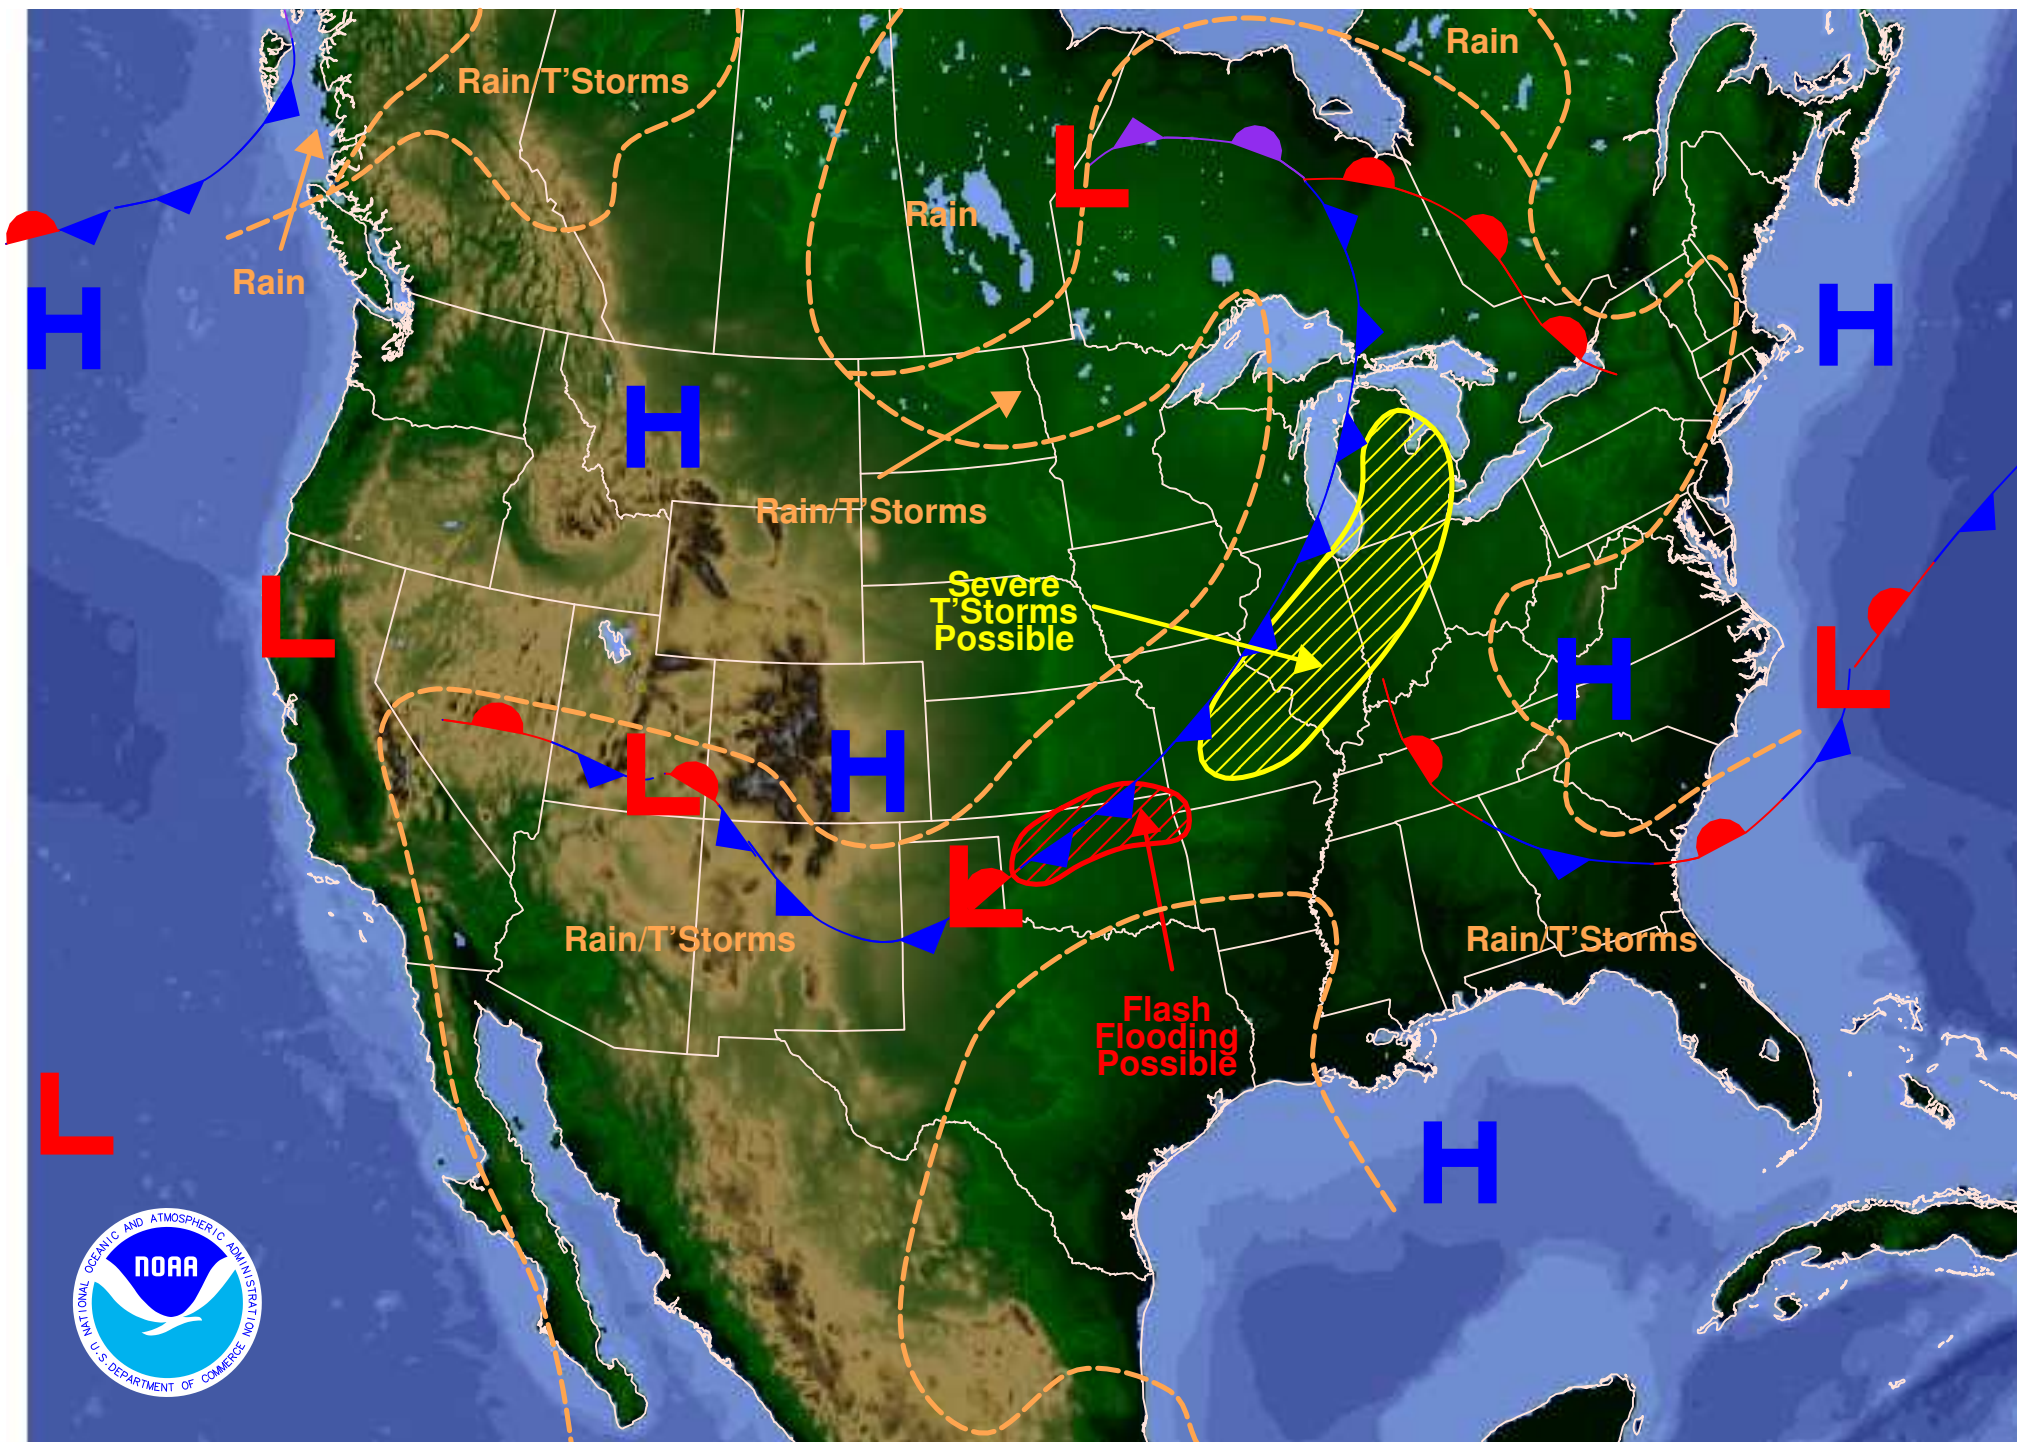 Rain
Rain/T'Storms
Rain
Rain
H
L
H
H
H
Rain/T'Storms
Severe
T'Storms
Possible
L
H
L
L
H
L
Rain/T'Storms
Rain/T'Storms
Flash
Flooding
Possible
L
H
NATIONAL OCEANIC AND ATMOSPHERIC ADMINISTRATION
NOAA
U.S. DEPARTMENT OF COMMERCE